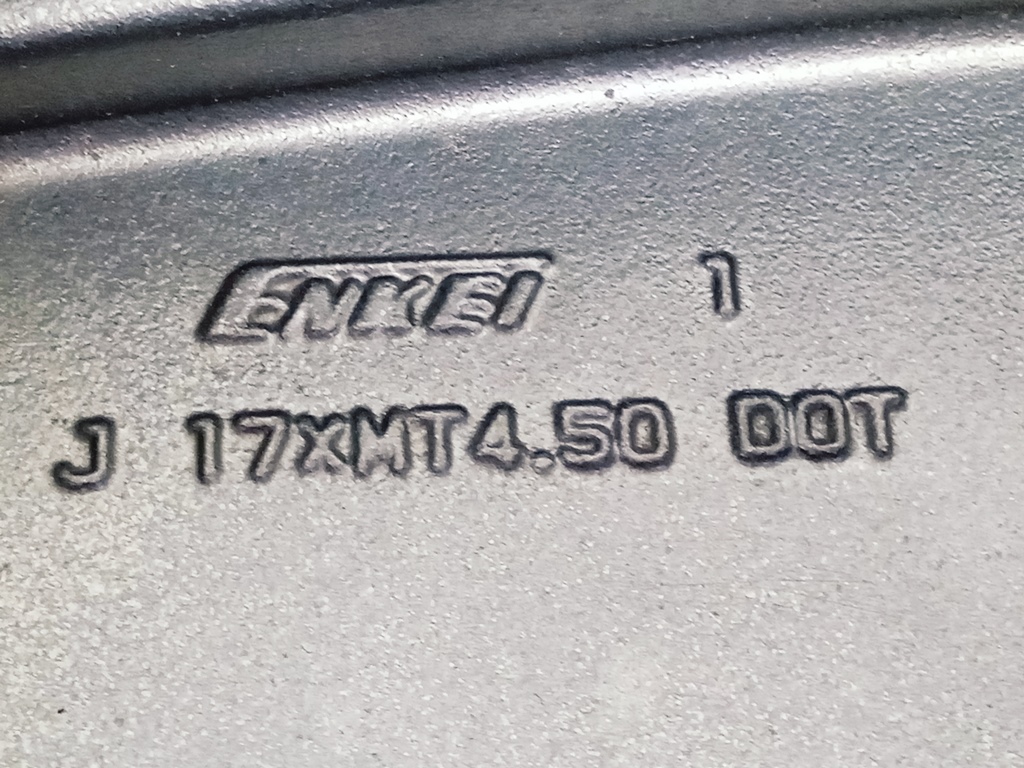 ENKEI 1
J 17XMT4.50 DOT